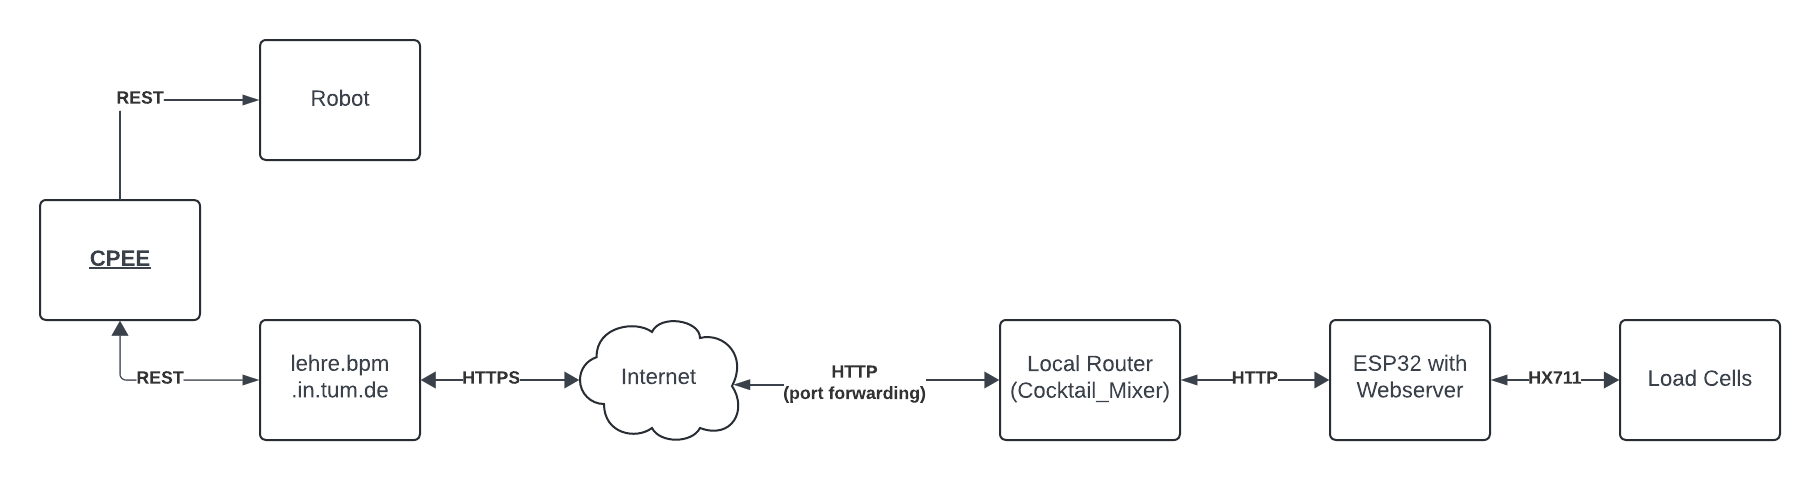 REST
Robot
CPEE
REST
lehre.bpm
.in.tum.de
HTTPS
Internet
HTTP
(port forwarding)
Local Router
(Cocktail_Mixer)
HTTP
ESP32 with
Webserver
HX711
Load Cells